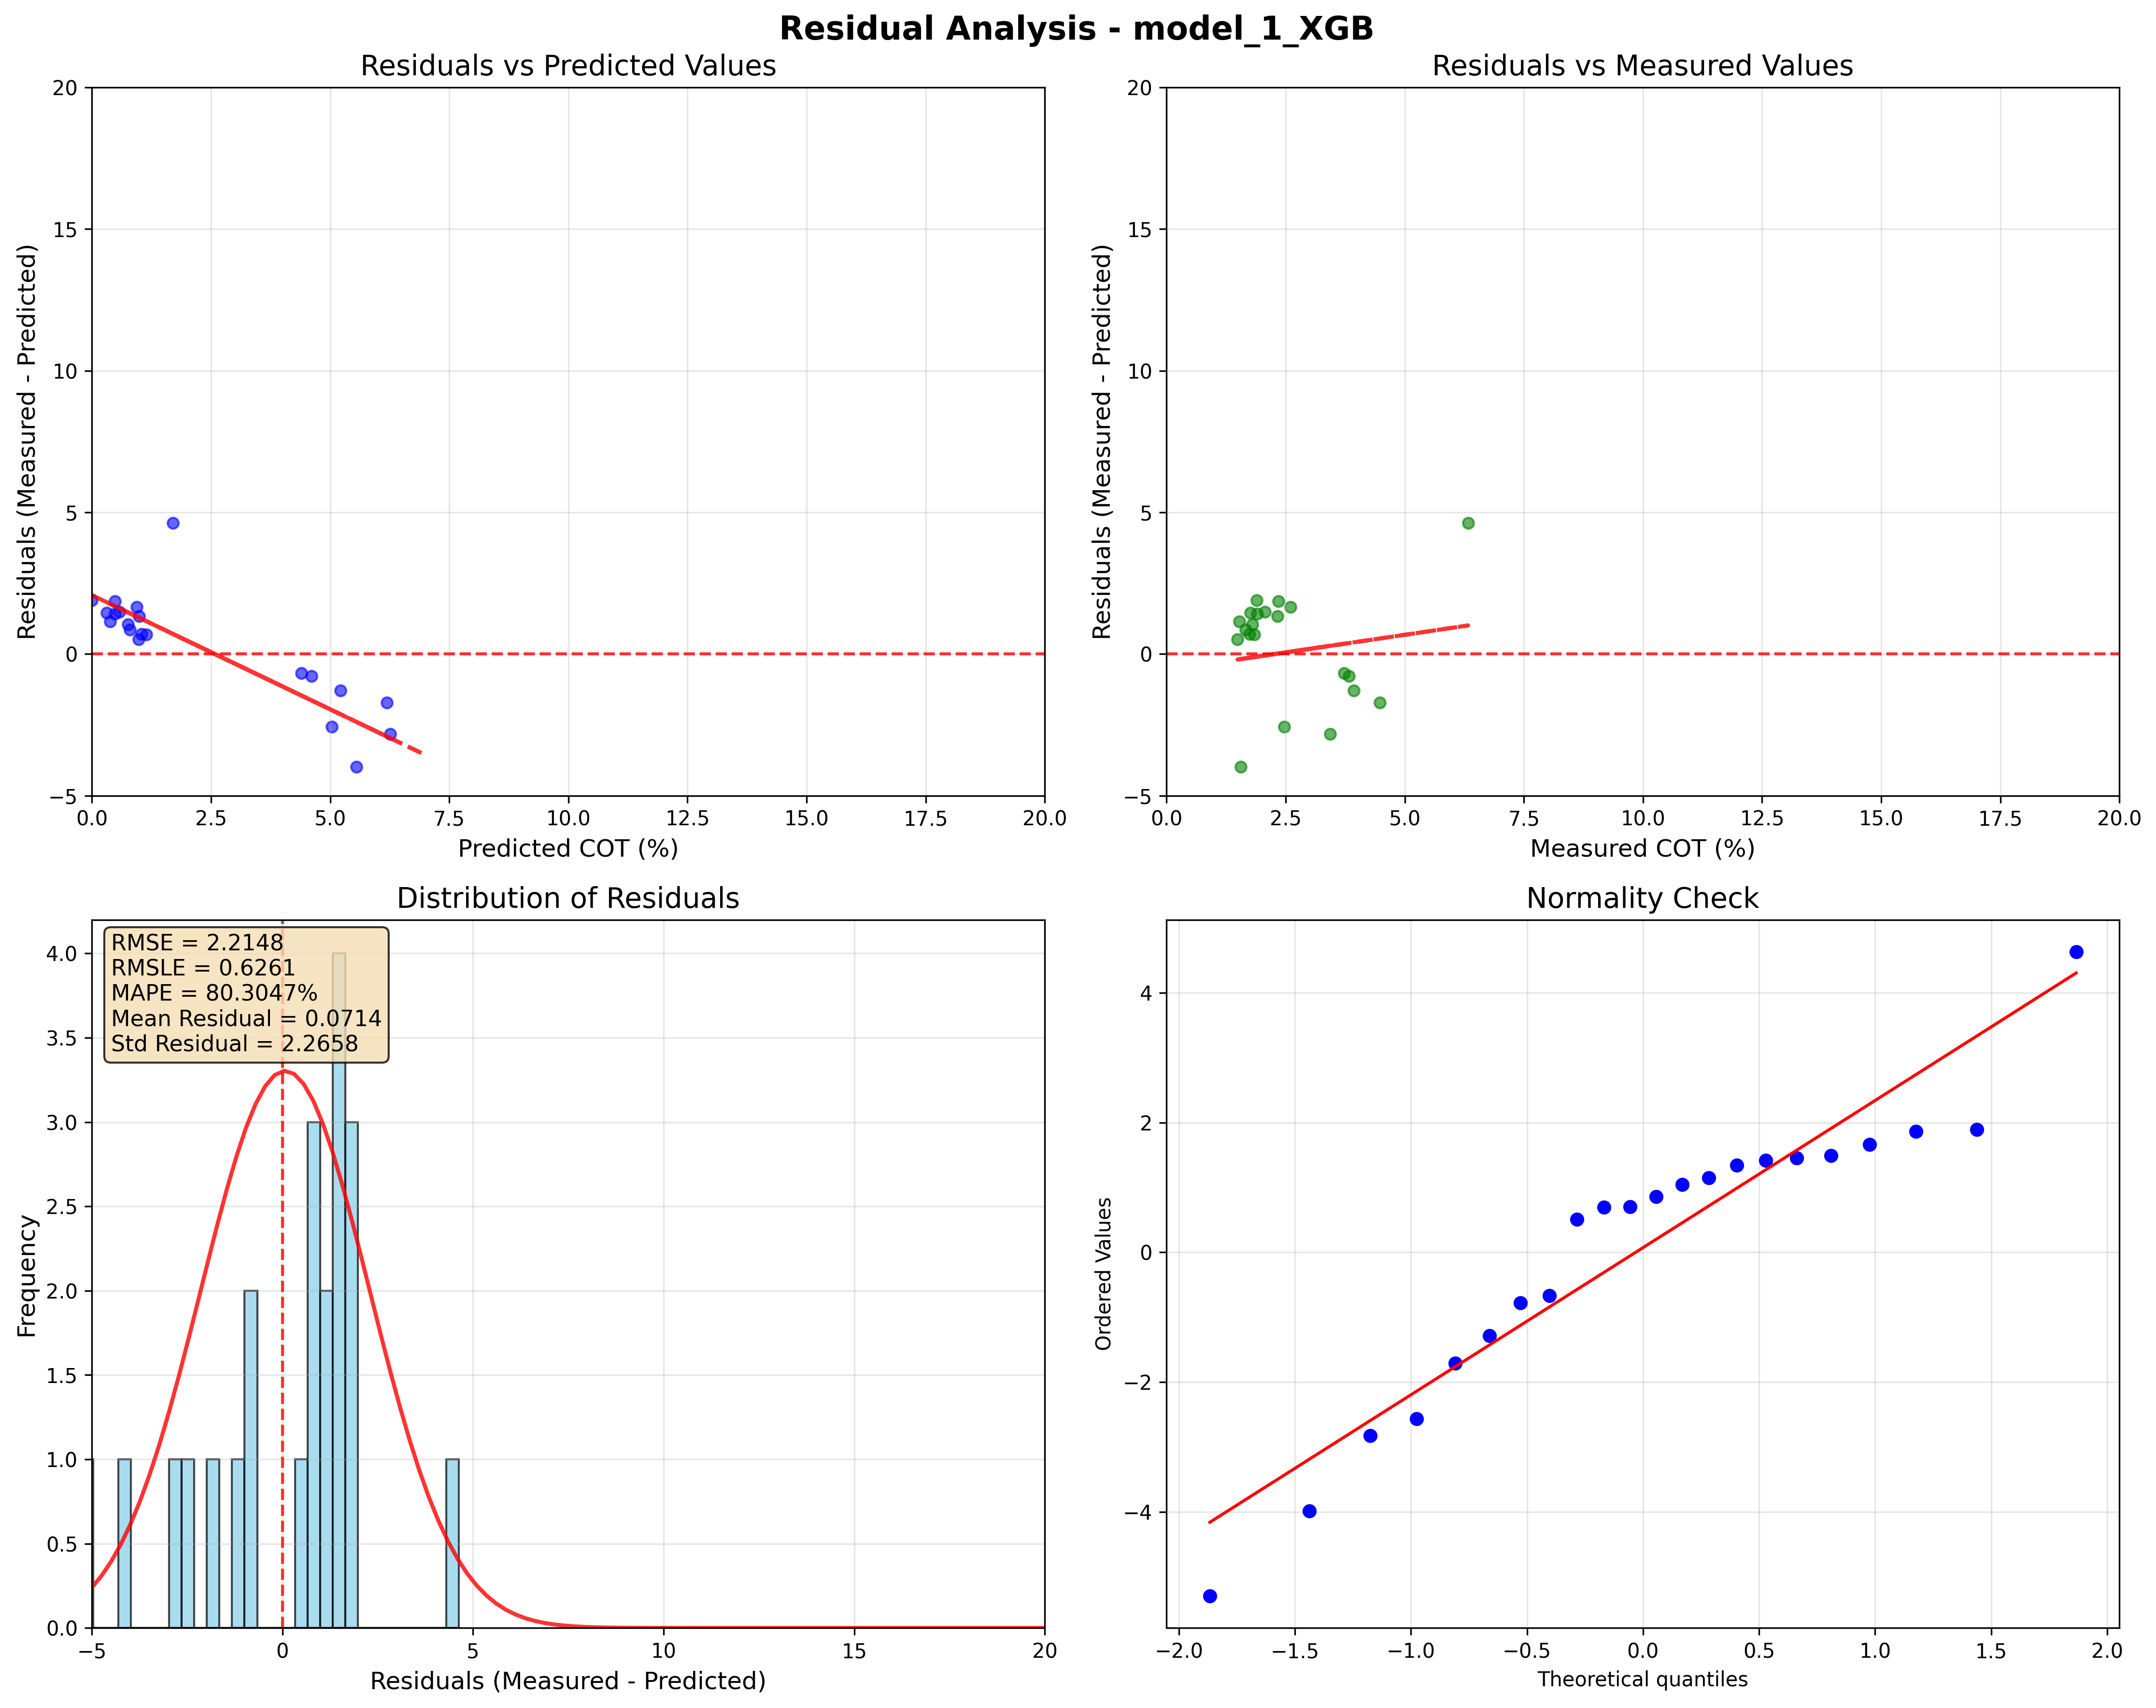 Residual Analysis - model_1_XGB
Residuals vs Predicted Values
20
15
10
5
0
−5
Residuals (Measured - Predicted)
0.0 2.5 5.0 7.5 10.0 12.5 15.0 17.5 20.0
Predicted COT (%)
Residuals vs Measured Values
20
15
10
5
0
−5
Residuals (Measured - Predicted)
0.0 2.5 5.0 7.5 10.0 12.5 15.0 17.5 20.0
Measured COT (%)
Distribution of Residuals
RMSE = 2.2148
RMSLE = 0.6261
MAPE = 80.3047%
Mean Residual = 0.0714
Std Residual = 2.2658
4.0
3.5
3.0
2.5
2.0
1.5
1.0
0.5
0.0
Frequency
−5 0 5 10 15 20
Residuals (Measured - Predicted)
Normality Check
4
2
0
−2
−4
Ordered Values
−2.0 −1.5 −1.0 −0.5 0.0 0.5 1.0 1.5 2.0
Theoretical quantiles